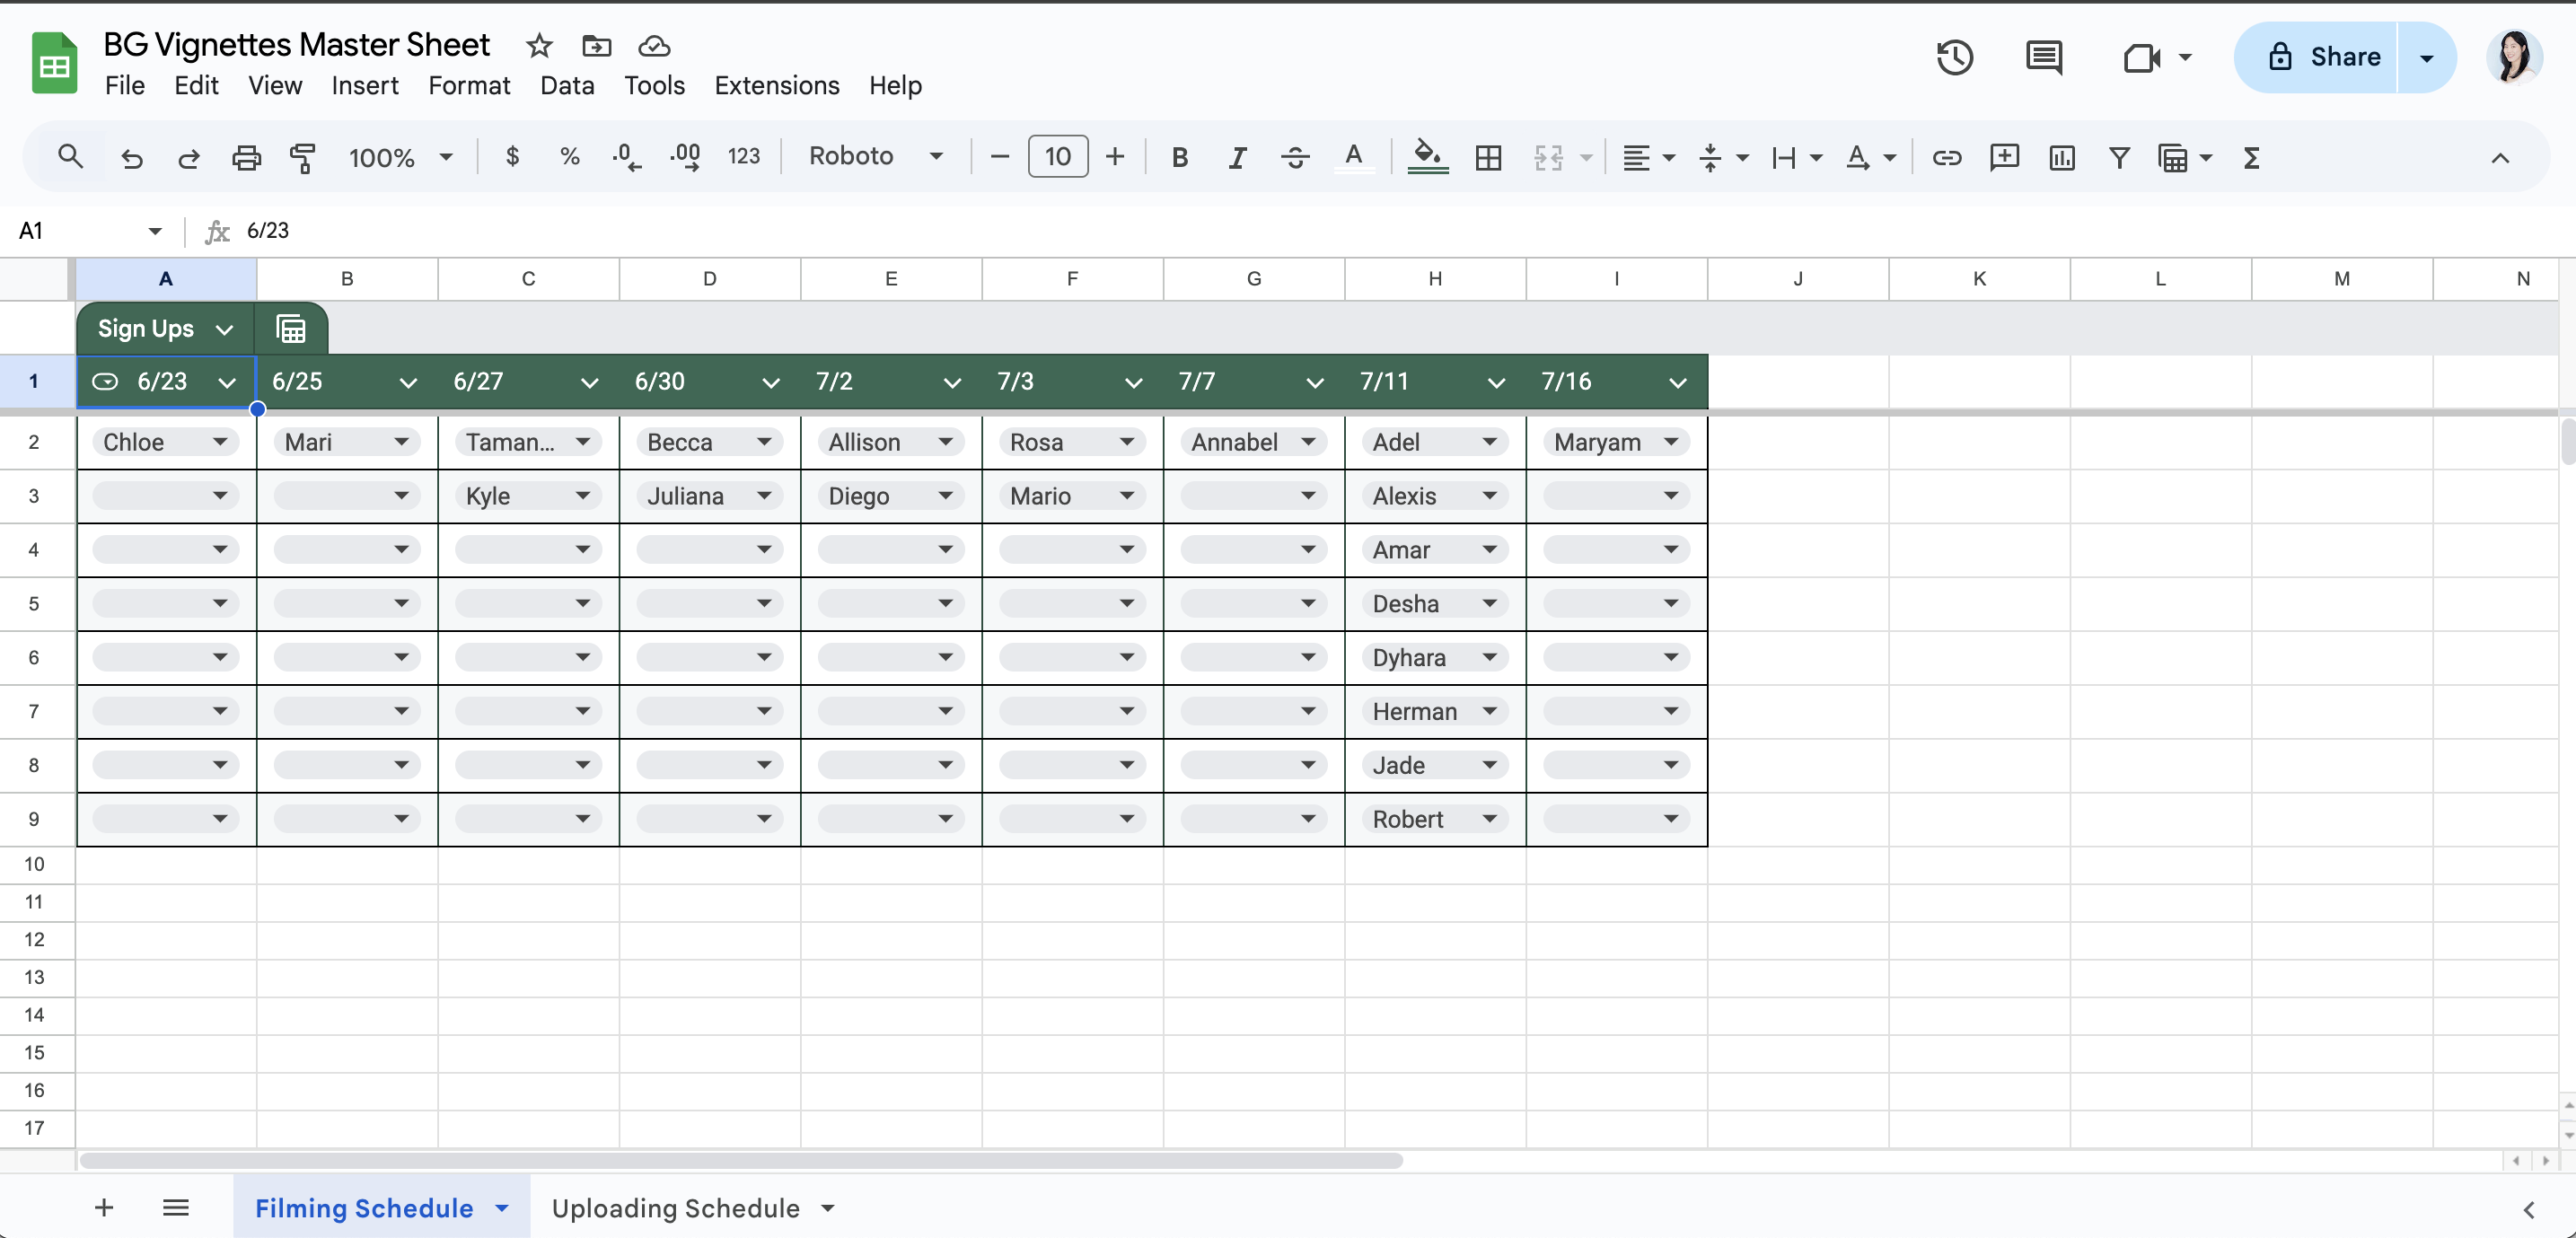 BG Vignettes Master Sheet
File Edit View Insert Format Data Tools Extensions Help
Share
100% $ % .0 .00 123 Roboto 10 B I S A A Σ
A1 fx 6/23
A B C D E F G H I J K L M N
Sign Ups
1 6/23 6/25 6/27 6/30 7/2 7/3 7/7 7/11 7/16
2 Chloe Mari Taman... Becca Allison Rosa Annabel Adel Maryam
3 Kyle Juliana Diego Mario Alexis
4 Amar
5 Desha
6 Dyhara
7 Herman
8 Jade
9 Robert
10
11
12
13
14
15
16
17
Filming Schedule Uploading Schedule